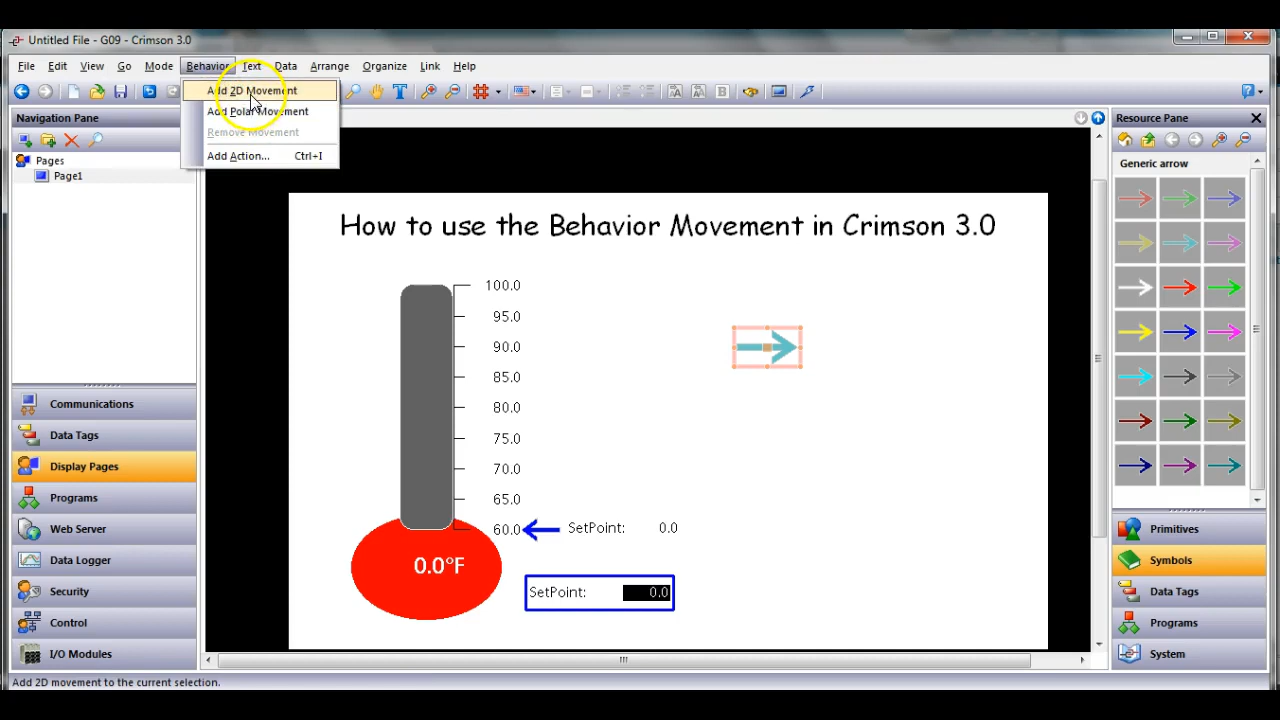 Untitled File - G09 - Crimson 3.0
File Edit View Go Mode Behavior Text Data Arrange Organize Link Help
Add 2D Movement
Add Polar Movement
Remove Movement
Add Action... Ctrl+I
Navigation Pane
Pages
Page1
Communications
Data Tags
Display Pages
Programs
Web Server
Data Logger
Security
Control
I/O Modules
How to use the Behavior Movement in Crimson 3.0
100.0
95.0
90.0
85.0
80.0
75.0
70.0
65.0
60.0
SetPoint: 0.0
0.0°F
SetPoint: 0.0
Resource Pane
Generic arrow
Primitives
Symbols
Data Tags
Programs
System
Add 2D movement to the current selection.